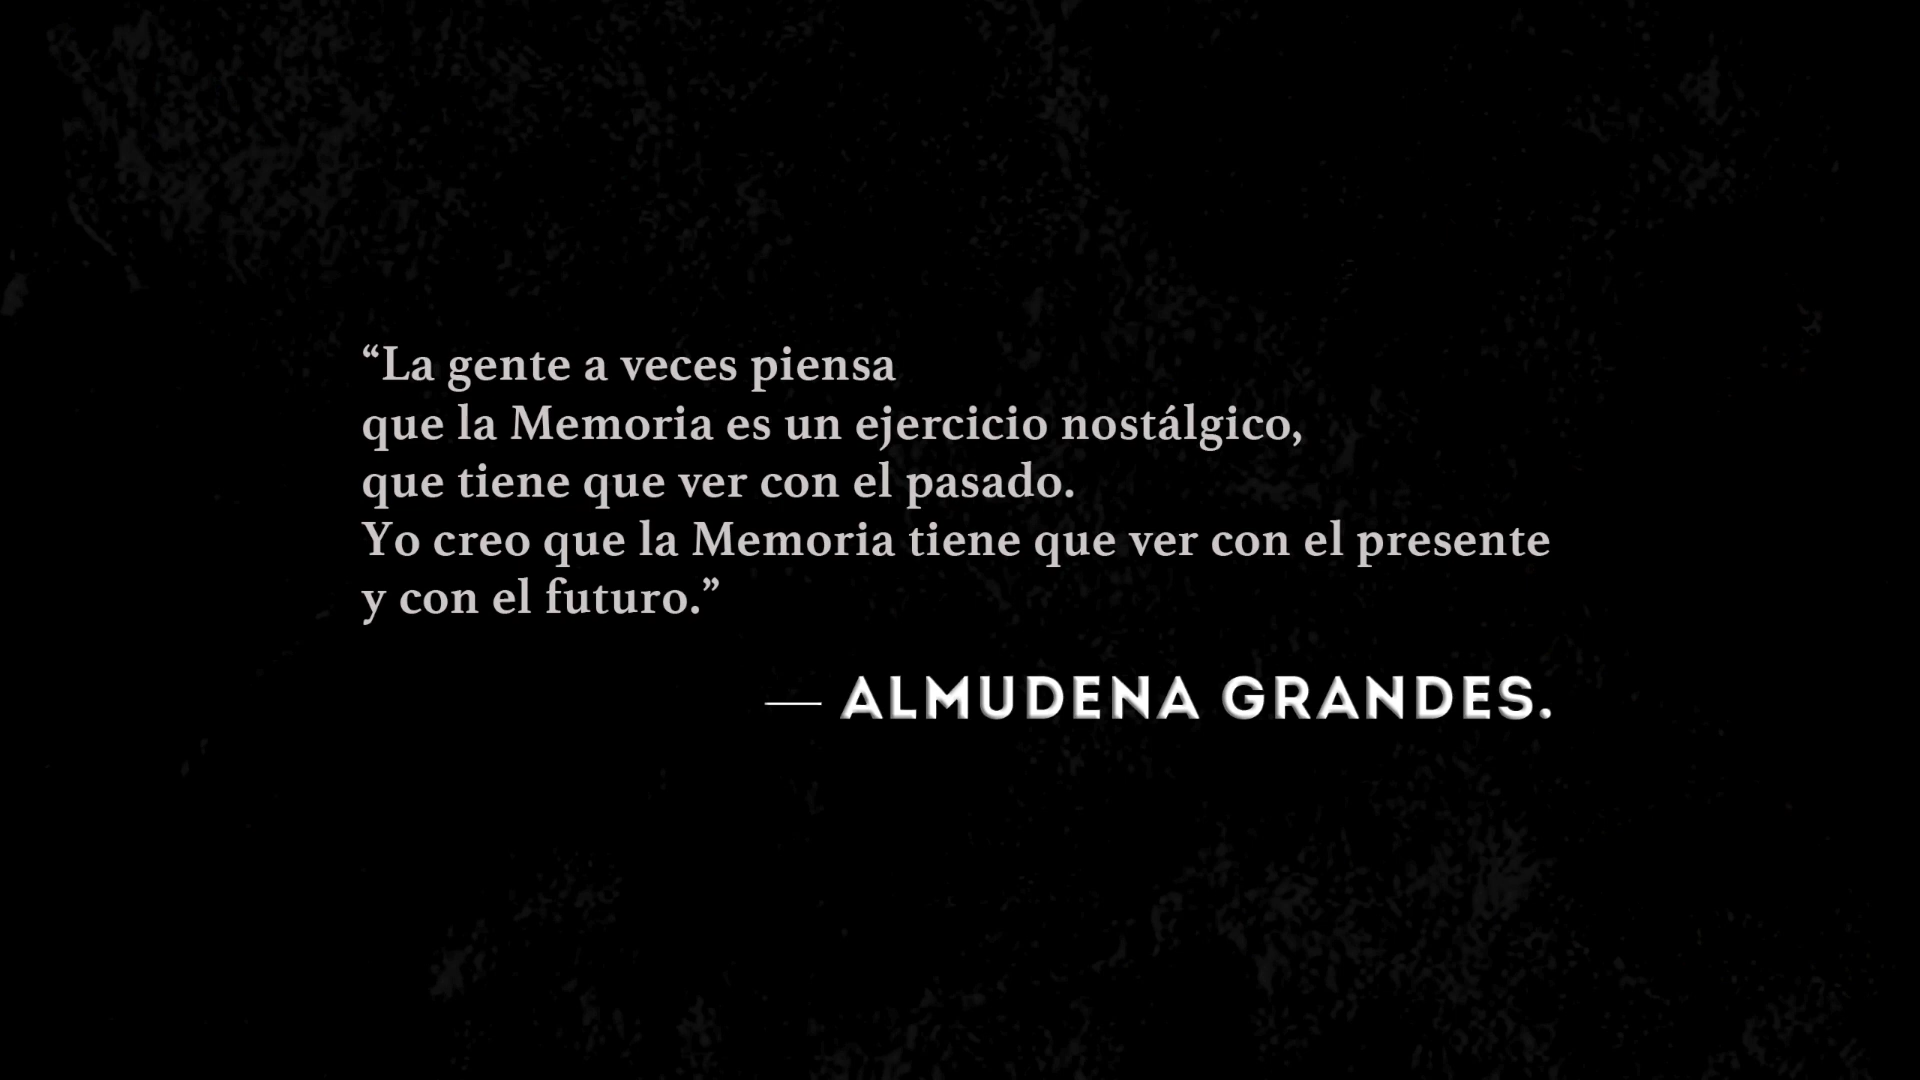 “La gente a veces piensa
que la Memoria es un ejercicio nostálgico,
que tiene que ver con el pasado.
Yo creo que la Memoria tiene que ver con el presente
y con el futuro.”
— ALMUDENA GRANDES.